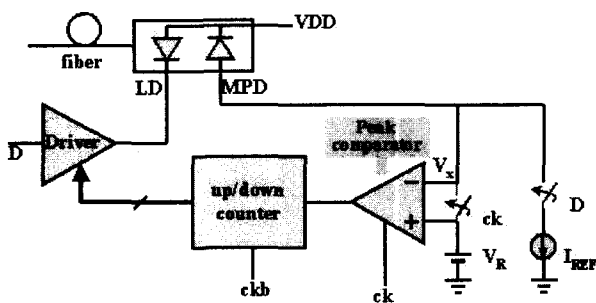 VDD
fiber
LD
MPD
D
Driver
Peak
comparator
Vx
up/down
counter
ck
D
VR
IREF
ckb
ck